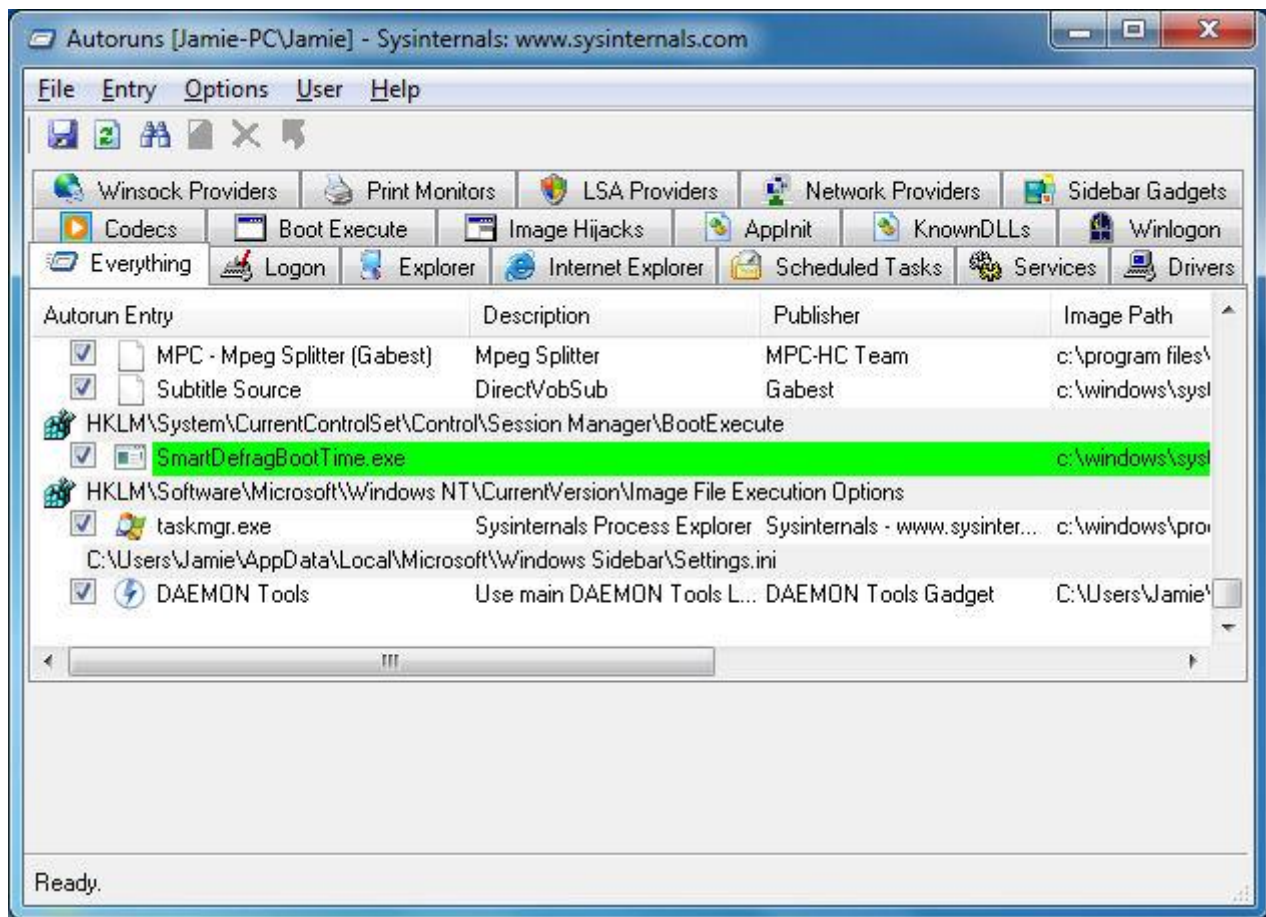 Autoruns [Jamie-PC\Jamie] - Sysinternals: www.sysinternals.com
File Entry Options User Help
Winsock Providers Print Monitors LSA Providers Network Providers Sidebar Gadgets
Codecs Boot Execute Image Hijacks AppInit KnownDLLs Winlogon
Everything Logon Explorer Internet Explorer Scheduled Tasks Services Drivers
Autorun Entry Description Publisher Image Path
MPC - Mpeg Splitter (Gabest) Mpeg Splitter MPC-HC Team c:\program files\
Subtitle Source DirectVobSub Gabest c:\windows\syst
HKLM\System\CurrentControlSet\Control\Session Manager\BootExecute
SmartDefragBootTime.exe c:\windows\syst
HKLM\Software\Microsoft\Windows NT\CurrentVersion\Image File Execution Options
taskmgr.exe Sysinternals Process Explorer Sysinternals - www.sysinter... c:\windows\pro
C:\Users\Jamie\AppData\Local\Microsoft\Windows Sidebar\Settings.ini
DAEMON Tools Use main DAEMON Tools L... DAEMON Tools Gadget C:\Users\Jamie\
Ready.